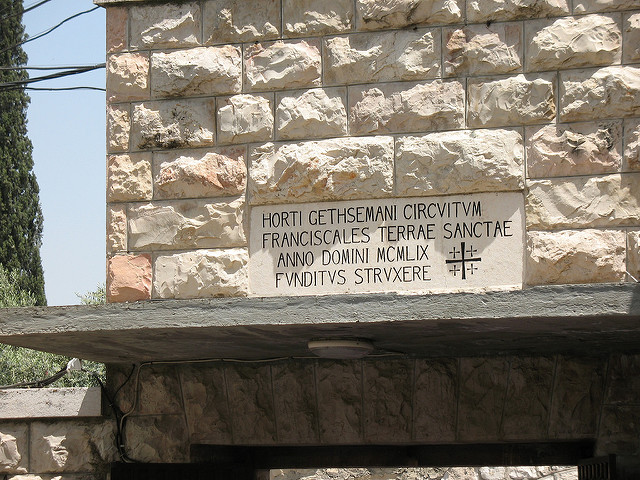 HORTI GETHSEMANI CIRCVITVM
FRANCISCALES TERRAE SANCTAE
ANNO DOMINI MCMLIX
FVNDITVS STRVXERE